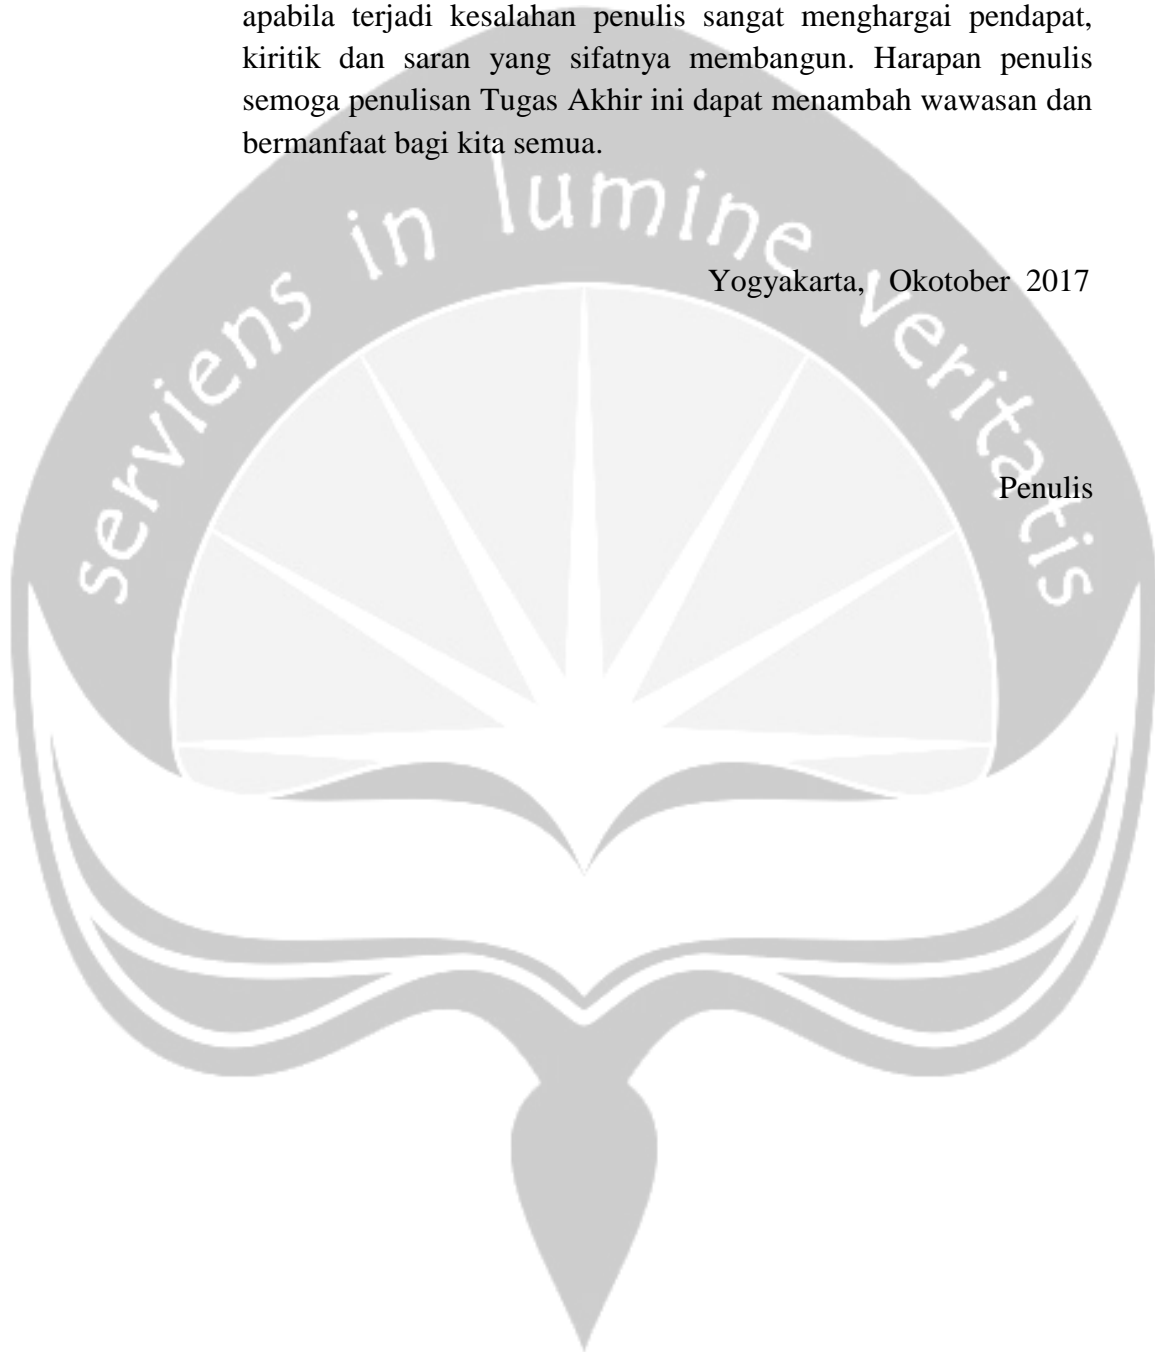 apabila terjadi kesalahan penulis sangat menghargai pendapat,
kiritik dan saran yang sifatnya membangun. Harapan penulis
semoga penulisan Tugas Akhir ini dapat menambah wawasan dan
bermanfaat bagi kita semua.
serviens in lumine veritatis
Yogyakarta, Okotober 2017
Penulis